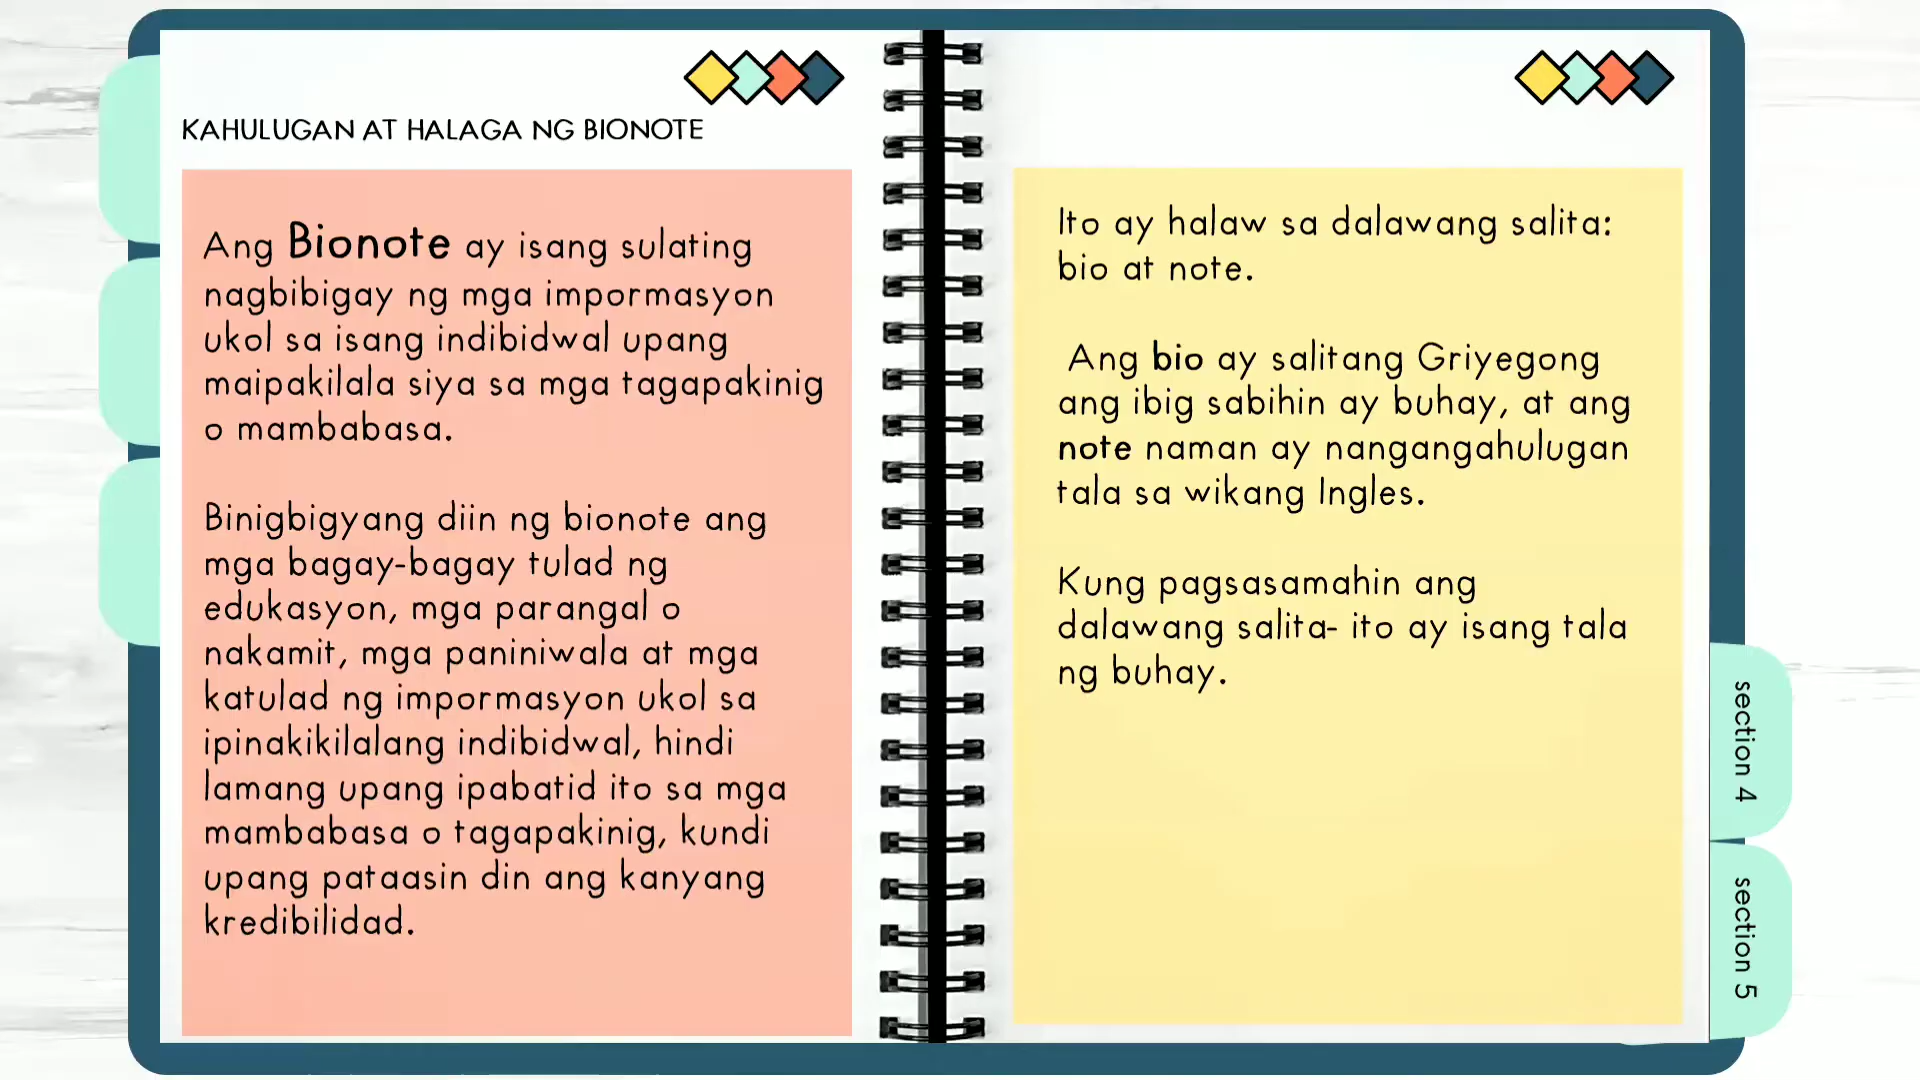 KAHULUGAN AT HALAGA NG BIONOTE
Ang Bionote ay isang sulating
nagbibigay ng mga impormasyon
ukol sa isang indibidwal upang
maipakilala siya sa mga tagapakinig
o mambabasa.
Binigbigyang diin ng bionote ang
mga bagay-bagay tulad ng
edukasyon, mga parangal o
nakamit, mga paniniwala at mga
katulad ng impormasyon ukol sa
ipinakikilalang indibidwal, hindi
lamang upang ipabatid ito sa mga
mambabasa o tagapakinig, kundi
upang pataasin din ang kanyang
kredibilidad.
Ito ay halaw sa dalawang salita:
bio at note.
Ang bio ay salitang Griyegong
ang ibig sabihin ay buhay, at ang
note naman ay nangangahulugan
tala sa wikang Ingles.
Kung pagsasamahin ang
dalawang salita- ito ay isang tala
ng buhay.
section 4
section 5